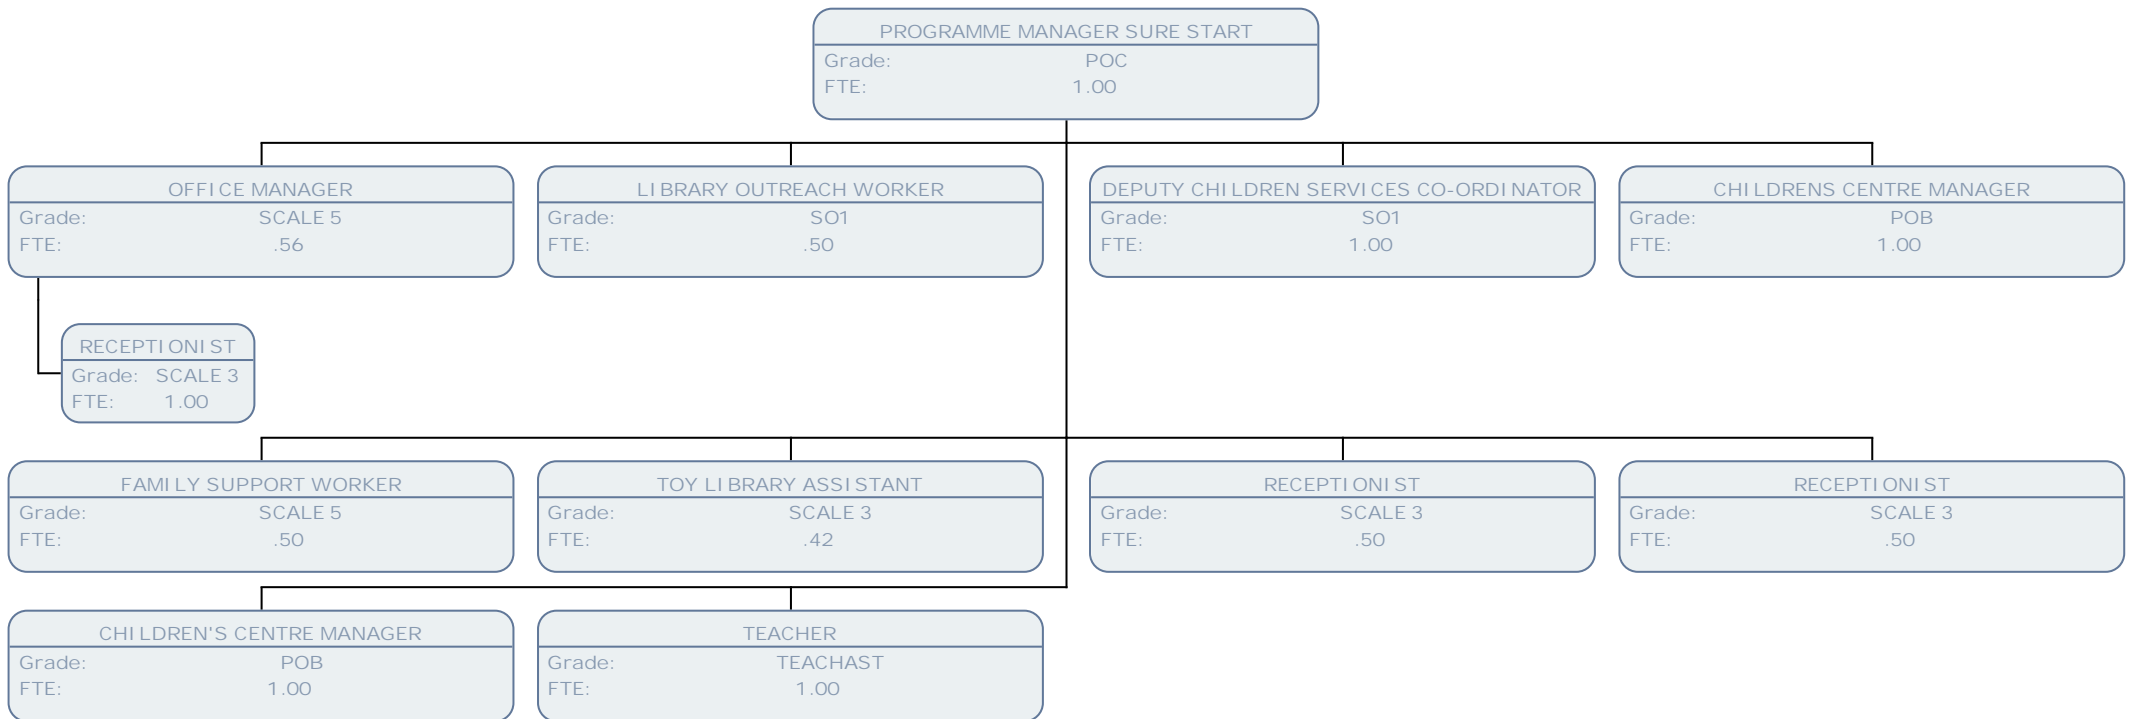 PROGRAMME MANAGER SURE START
Grade: POC
FTE: 1.00
OFFICE MANAGER
Grade: SCALE 5
FTE: .56
LIBRARY OUTREACH WORKER
Grade: SO1
FTE: .50
DEPUTY CHILDREN SERVICES CO-ORDINATOR
Grade: SO1
FTE: 1.00
CHILDRENS CENTRE MANAGER
Grade: POB
FTE: 1.00
RECEPTIONIST
Grade: SCALE 3
FTE: 1.00
FAMILY SUPPORT WORKER
Grade: SCALE 5
FTE: .50
TOY LIBRARY ASSISTANT
Grade: SCALE 3
FTE: .42
RECEPTIONIST
Grade: SCALE 3
FTE: .50
RECEPTIONIST
Grade: SCALE 3
FTE: .50
CHILDREN'S CENTRE MANAGER
Grade: POB
FTE: 1.00
TEACHER
Grade: TEACHAST
FTE: 1.00